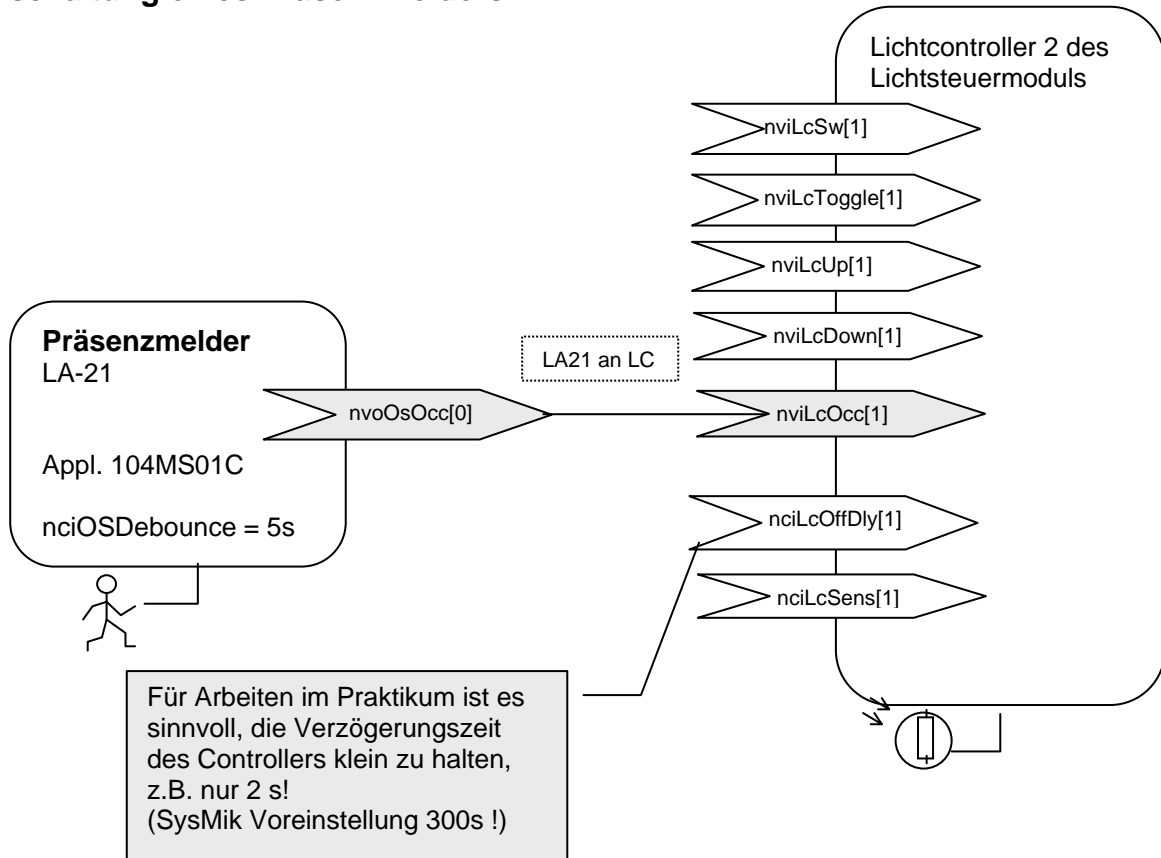 Lichtcontroller 2 des
Lichtsteuermoduls
nviLcSw[1]
nviLcToggle[1]
nviLcUp[1]
nviLcDown[1]
Präsenzmelder
LA-21
LA21 an LC
nvoOsOcc[0]
nviLcOcc[1]
Appl. 104MS01C
nciOSDebounce = 5s
nciLcOffDly[1]
nciLcSens[1]
Für Arbeiten im Praktikum ist es
sinnvoll, die Verzögerungszeit
des Controllers klein zu halten,
z.B. nur 2 s!
(SysMik Voreinstellung 300s !)